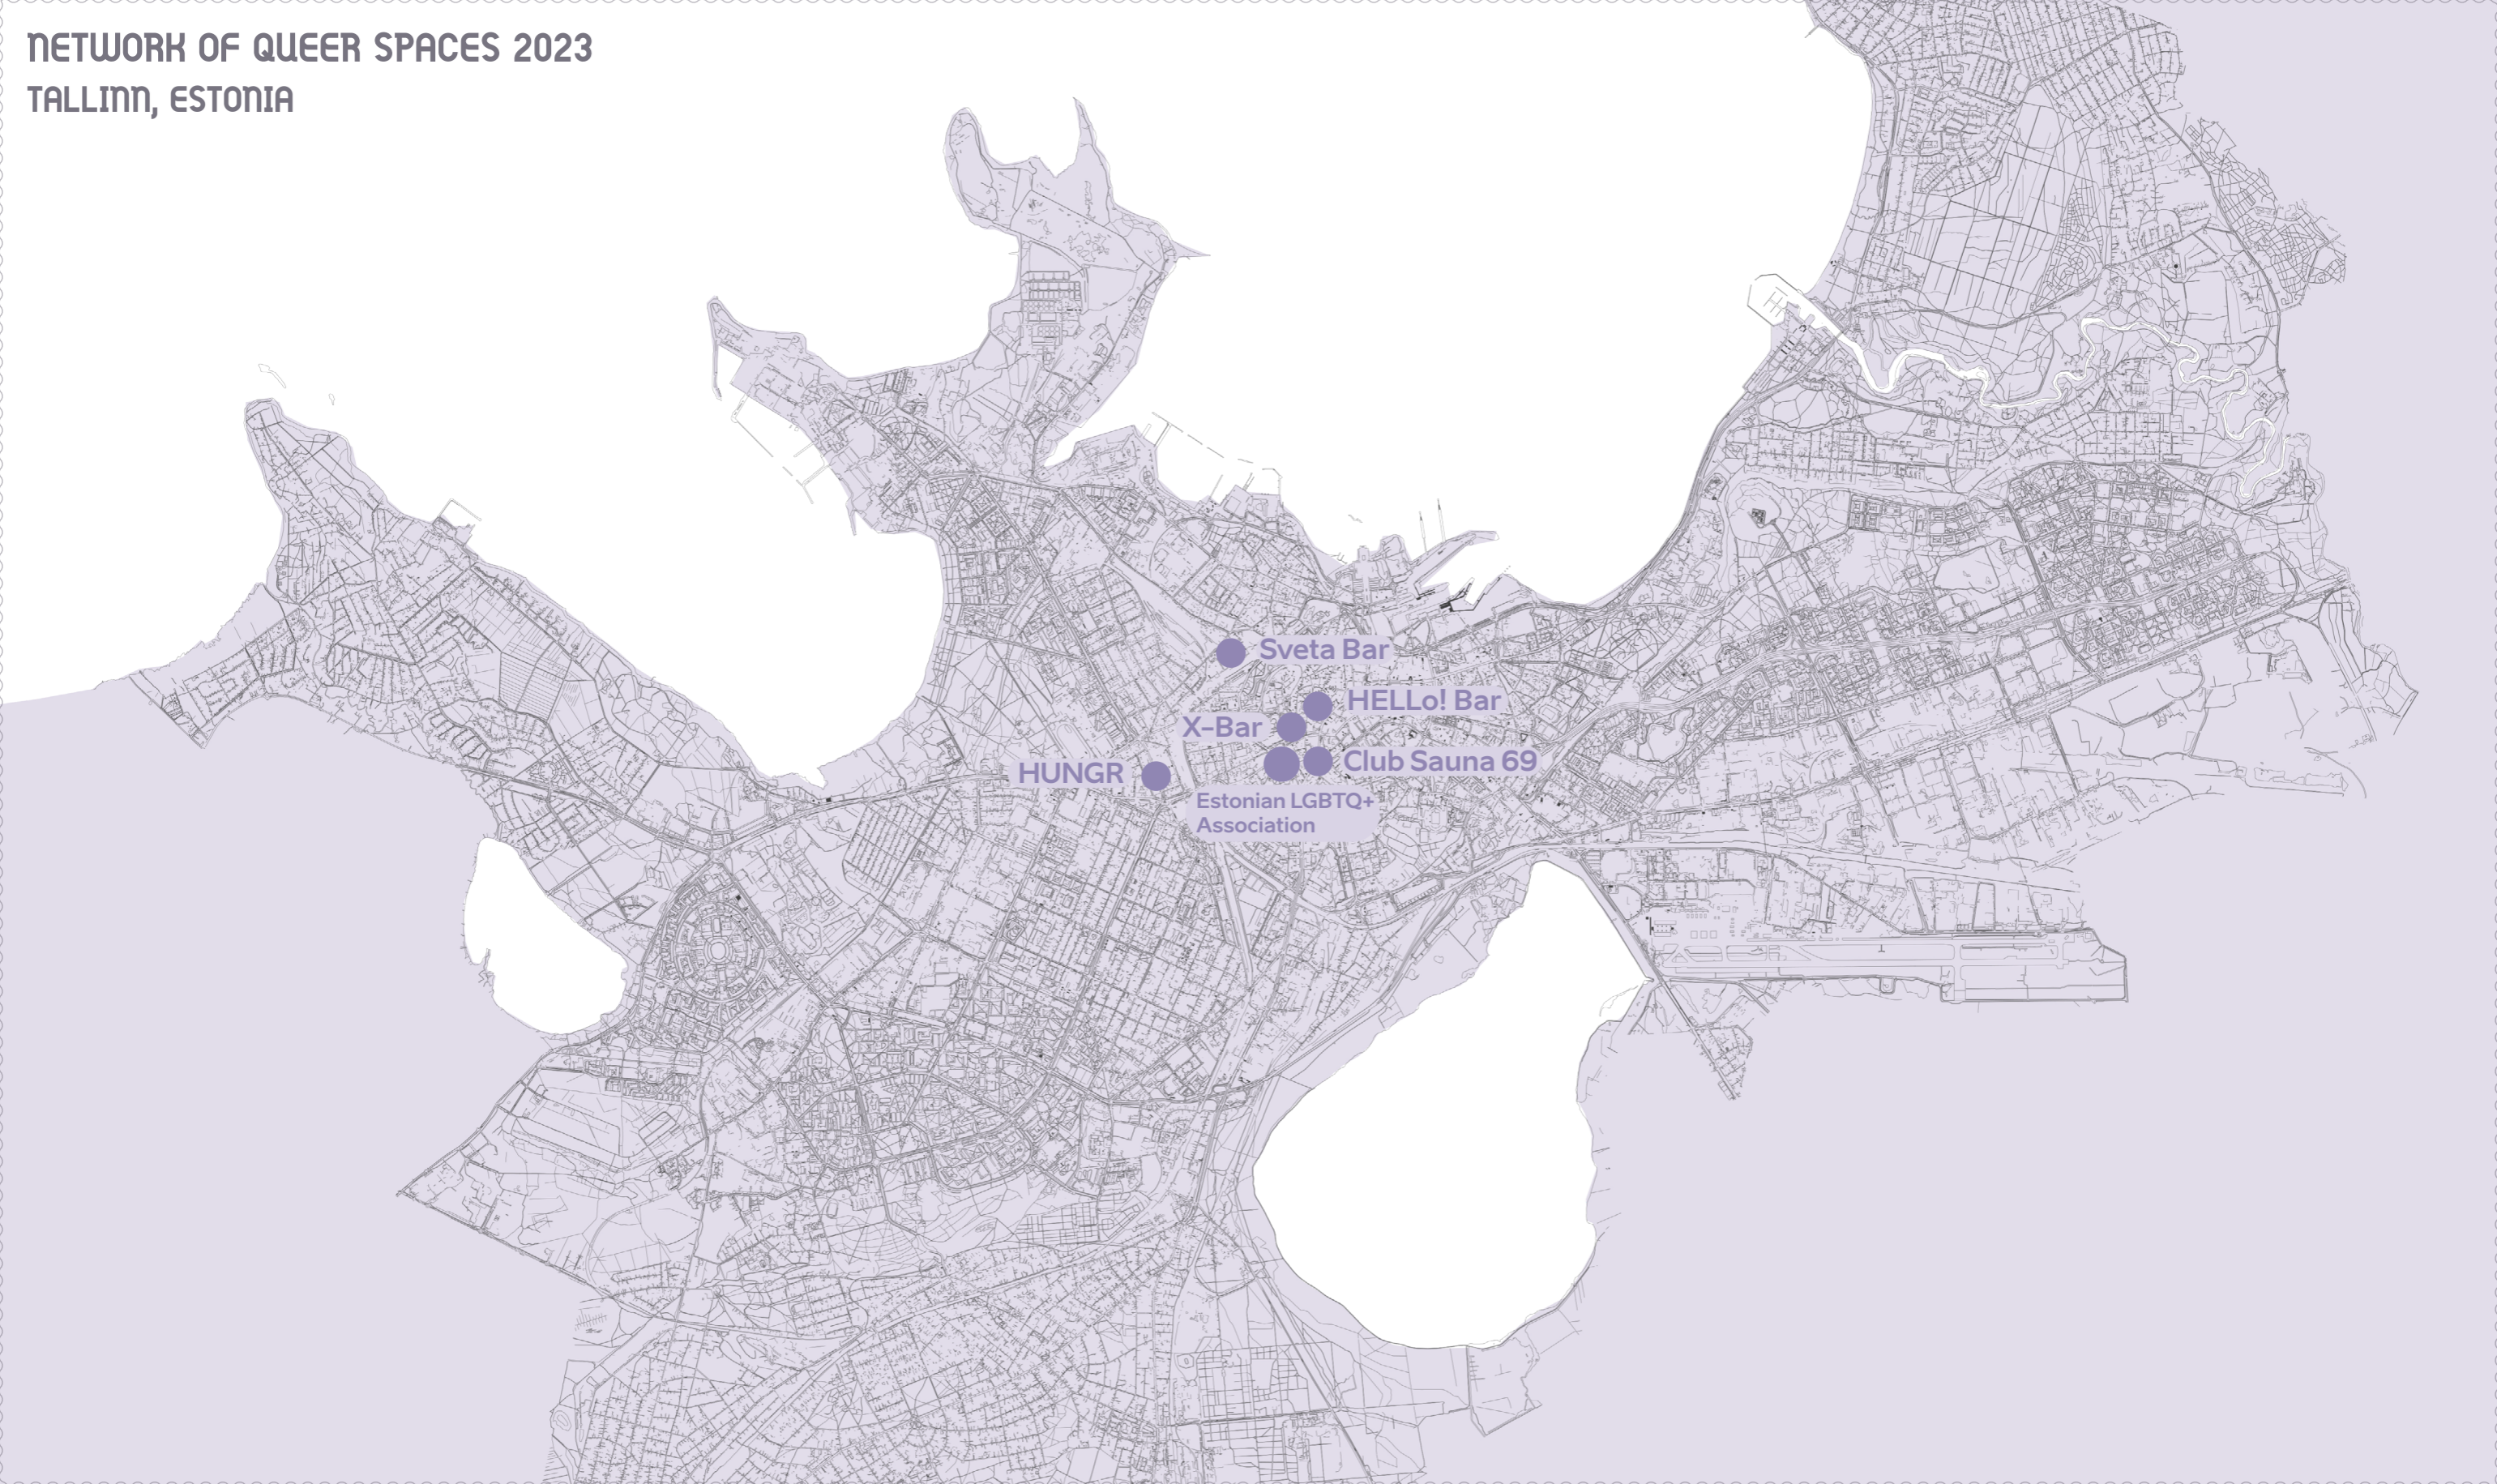 NETWORK OF QUEER SPACES 2023
TALLINN, ESTONIA
Sveta Bar
HELLo! Bar
X-Bar
Club Sauna 69
HUNGR
Estonian LGBTQ+
Association